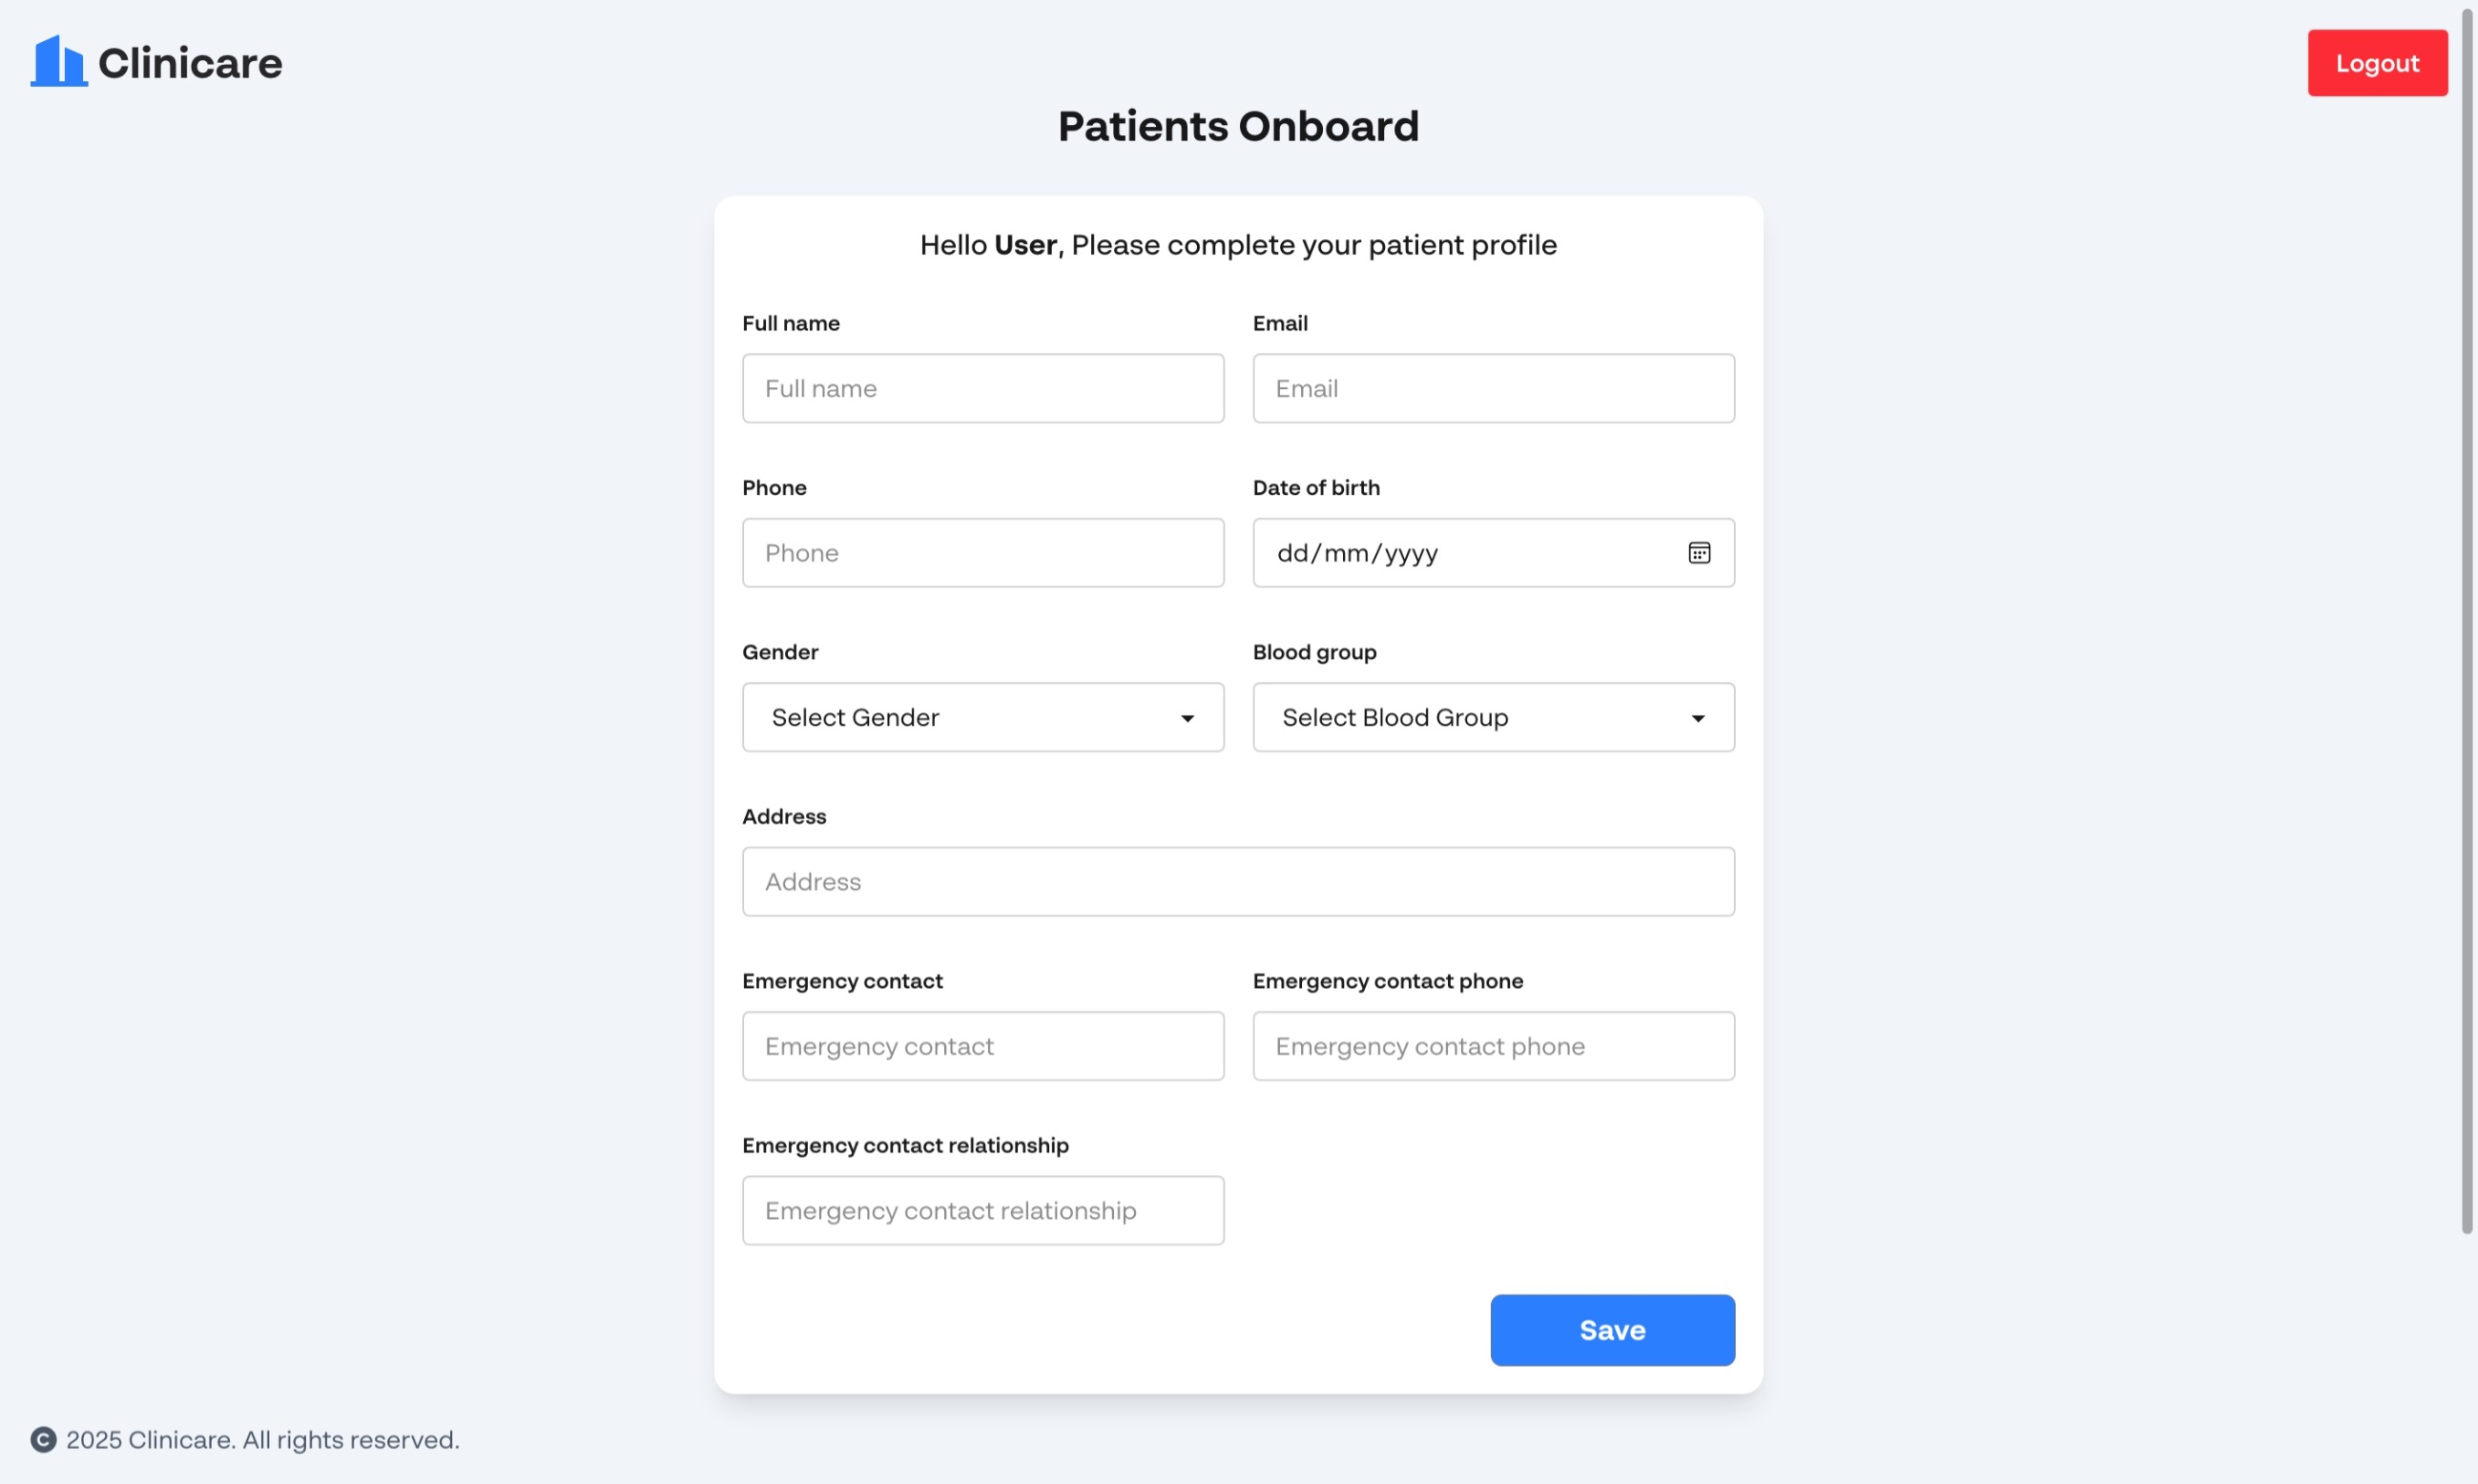 Clinicare
Logout
Patients Onboard
Hello User, Please complete your patient profile
Full name
Email
Full name
Email
Phone
Date of birth
Phone
dd/mm/yyyy
Gender
Blood group
Select Gender
Select Blood Group
Address
Address
Emergency contact
Emergency contact phone
Emergency contact
Emergency contact phone
Emergency contact relationship
Emergency contact relationship
Save
© 2025 Clinicare. All rights reserved.